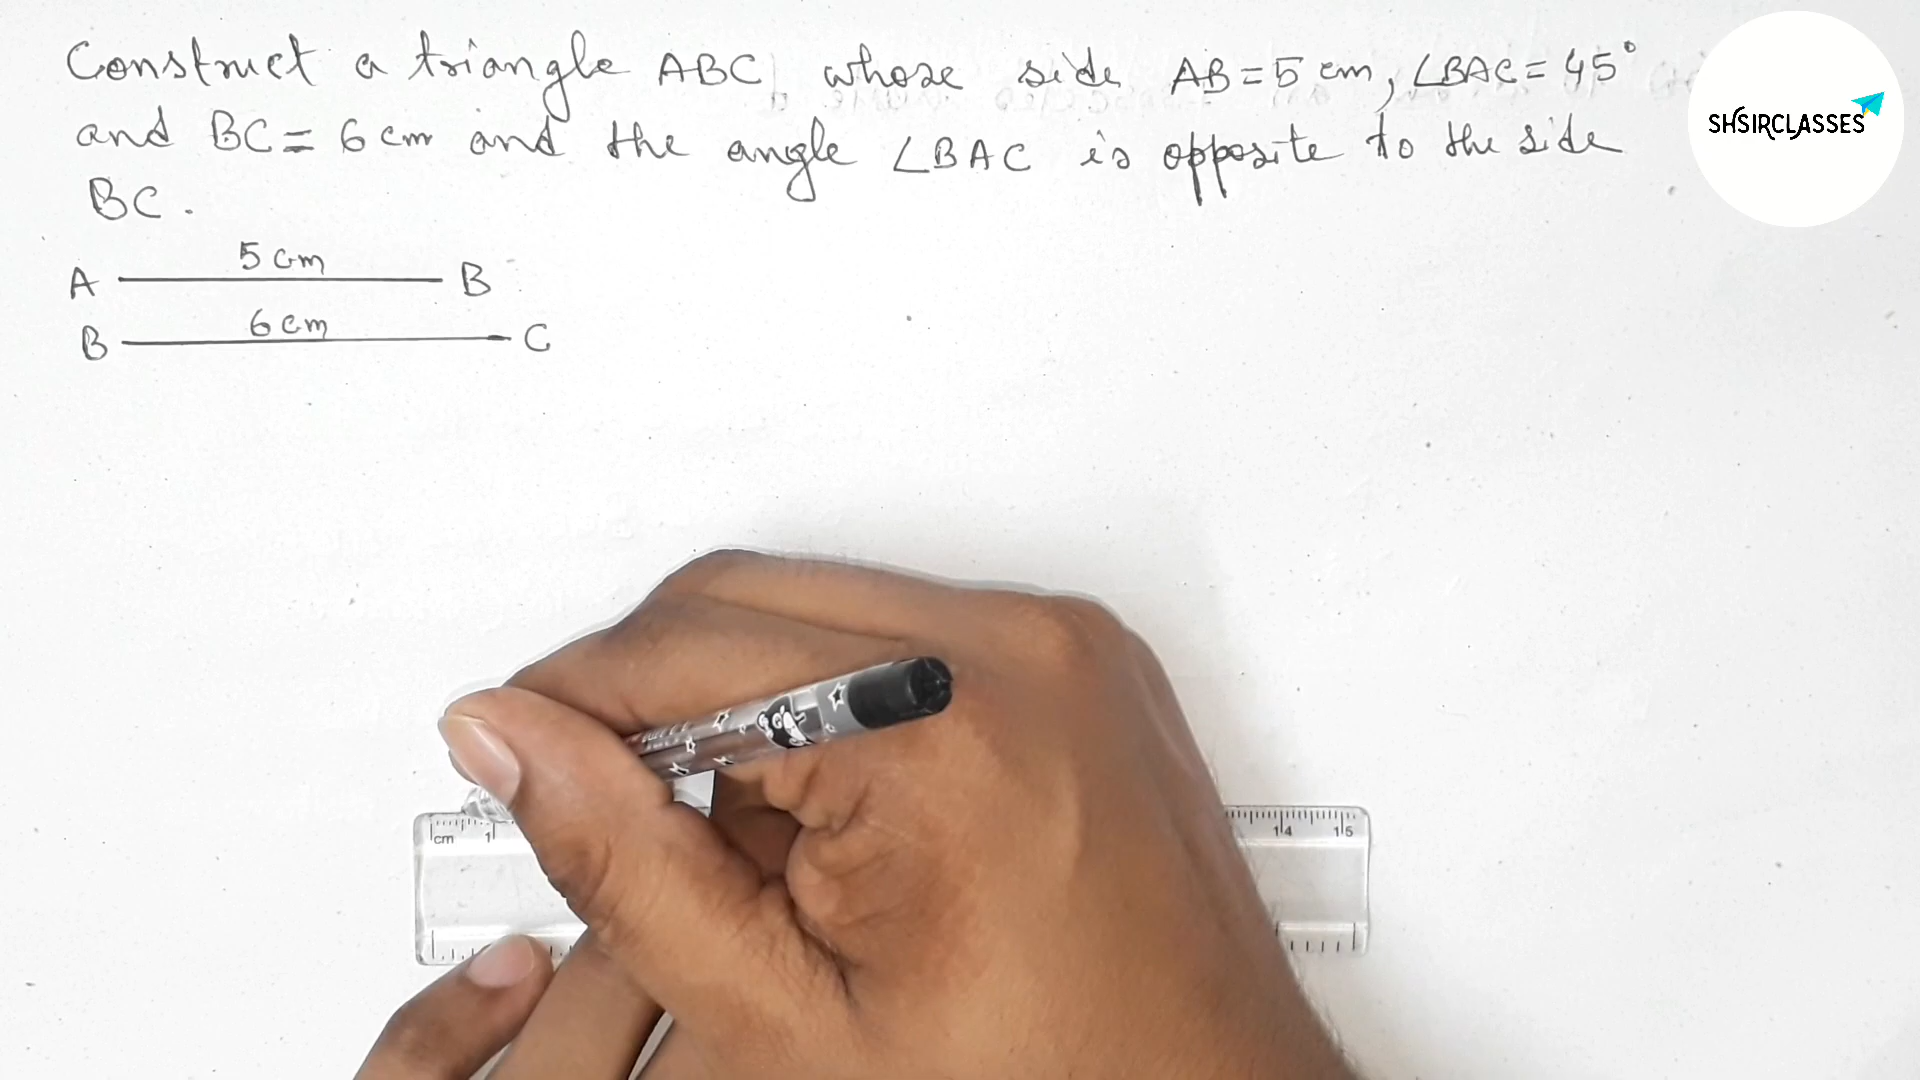 Construct a triangle ABC whose side AB = 5 cm, ∠BAC = 45°
and BC = 6 cm and the angle ∠BAC is opposite to the side
BC.
5 cm
A B
6 cm
B C
SHSIRCLASSES
cm 1 14 15